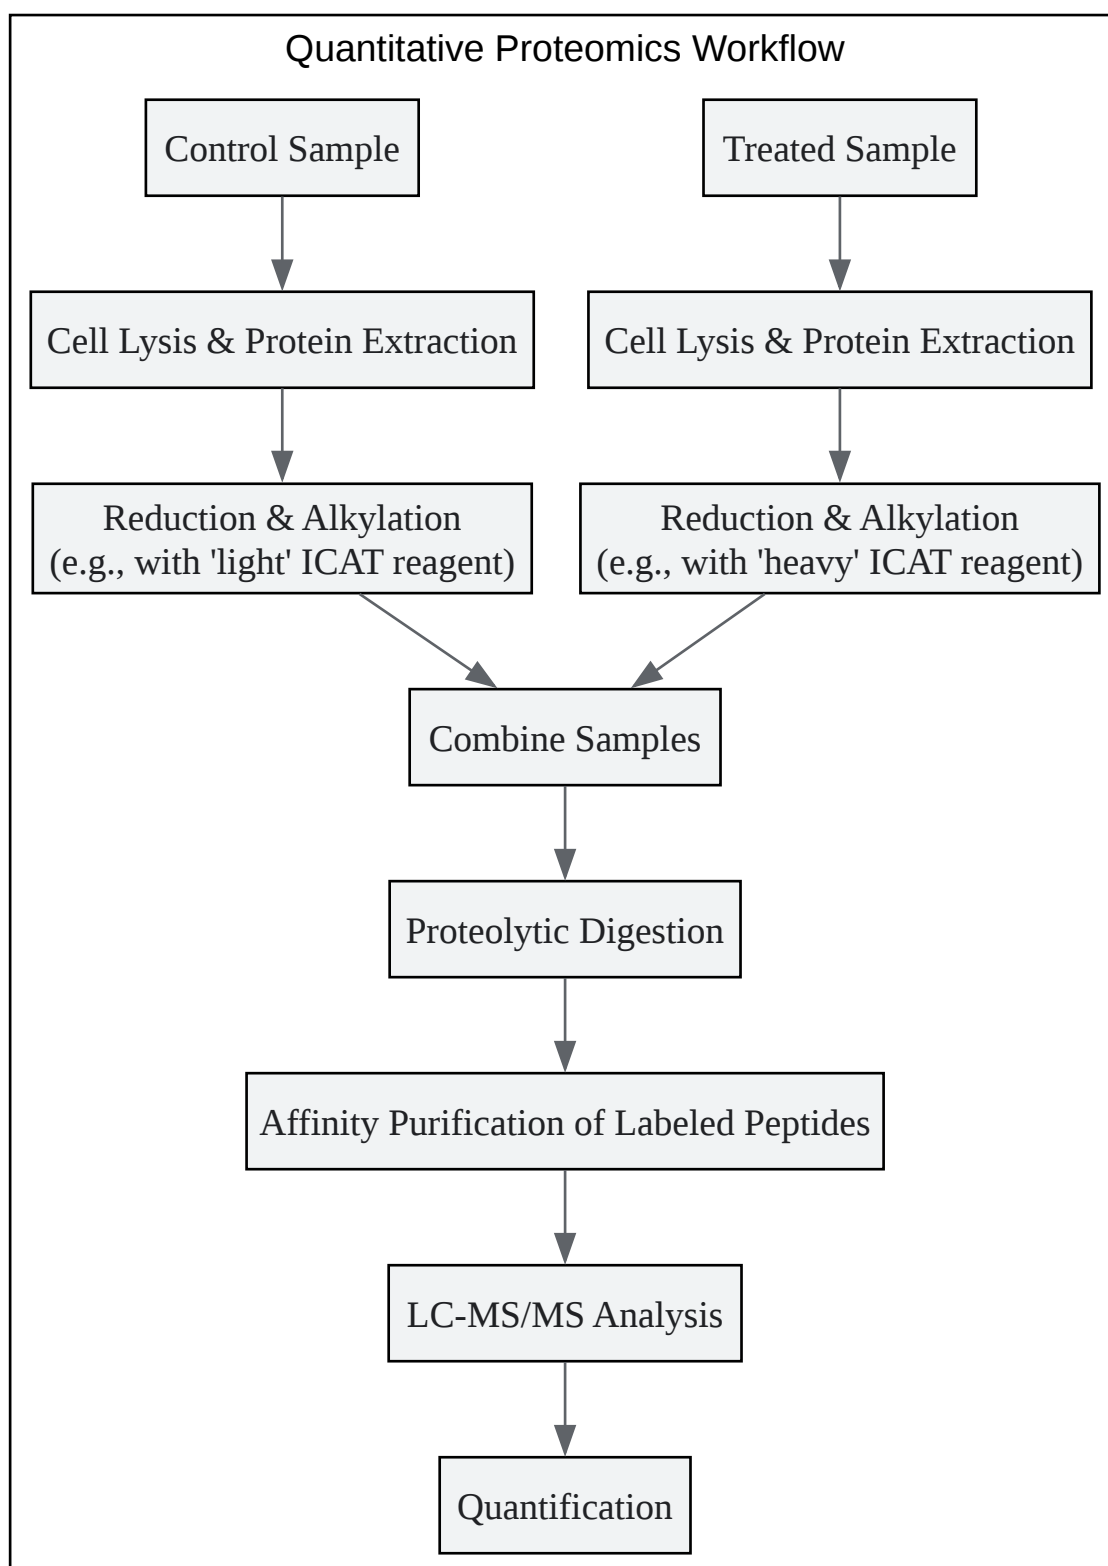 Quantitative Proteomics Workflow
Control Sample
Treated Sample
Cell Lysis & Protein Extraction
Cell Lysis & Protein Extraction
Reduction & Alkylation
(e.g., with 'light' ICAT reagent)
Reduction & Alkylation
(e.g., with 'heavy' ICAT reagent)
Combine Samples
Proteolytic Digestion
Affinity Purification of Labeled Peptides
LC-MS/MS Analysis
Quantification